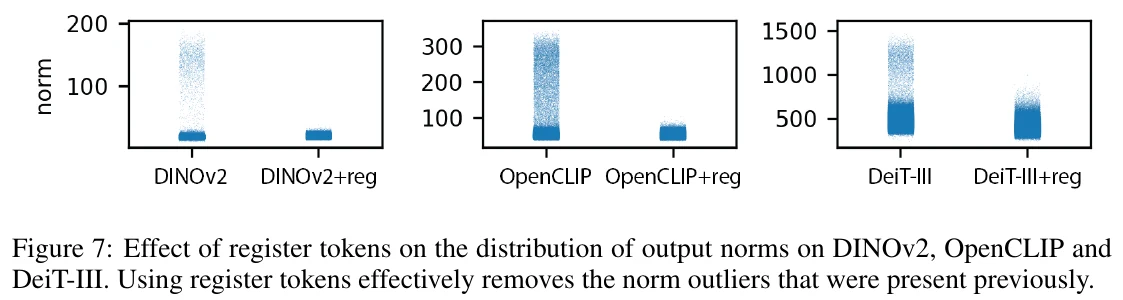 200
100
norm
DINOv2 DINOv2+reg
300
200
100
OpenCLIP OpenCLIP+reg
1500
1000
500
DeiT-III DeiT-III+reg
Figure 7: Effect of register tokens on the distribution of output norms on DINOv2, OpenCLIP and
DeiT-III. Using register tokens effectively removes the norm outliers that were present previously.